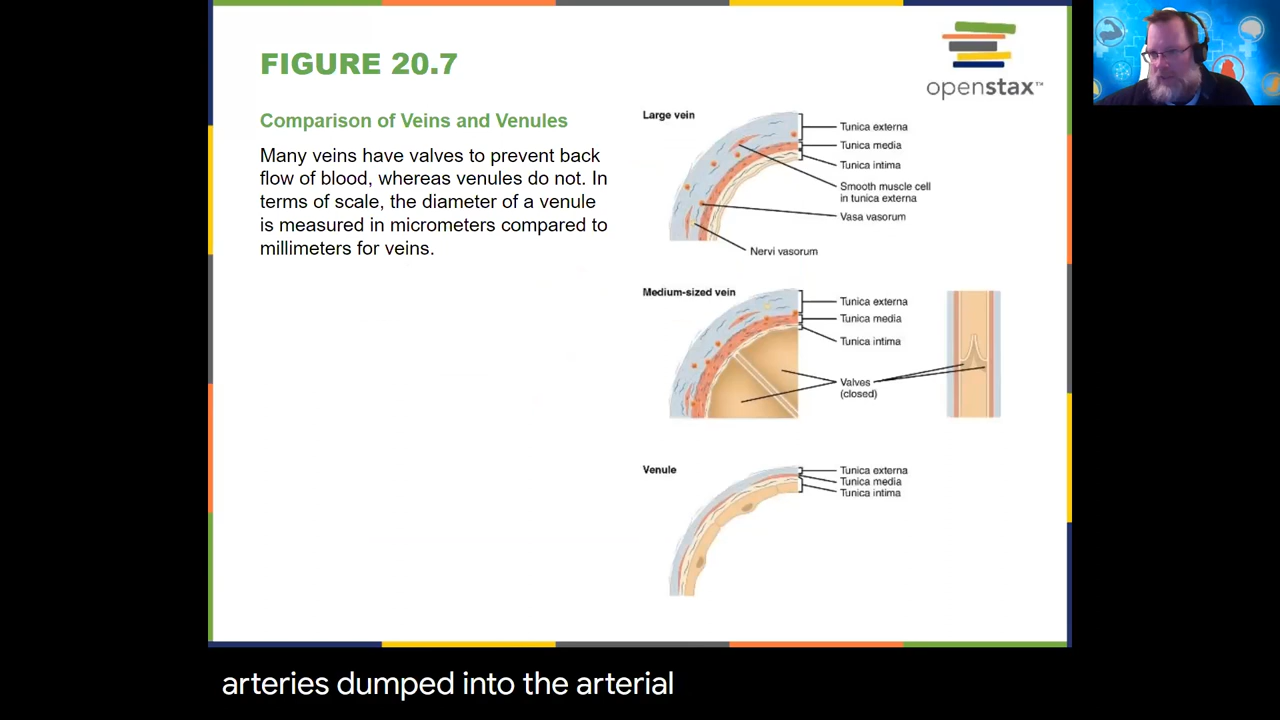 FIGURE 20.7
openstax™
Comparison of Veins and Venules
Many veins have valves to prevent back
flow of blood, whereas venules do not. In
terms of scale, the diameter of a venule
is measured in micrometers compared to
millimeters for veins.
Large vein
Tunica externa
Tunica media
Tunica intima
Smooth muscle cell
in tunica externa
Vasa vasorum
Nervi vasorum
Medium-sized vein
Tunica externa
Tunica media
Tunica intima
Valves
(closed)
Venule
Tunica externa
Tunica media
Tunica intima
arteries dumped into the arterial